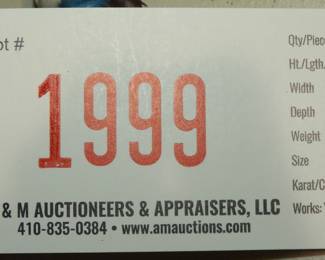 ot #
1999
& M AUCTIONEERS & APPRAISERS, LLC
410-835-0384 • www.amauctions.com
Qty/Piec
Ht./Lgth.
Width
Depth
Weight
Size
Karat/C
Works: